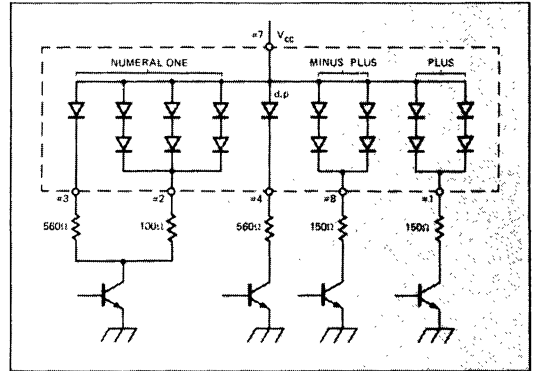 #7 Vcc
NUMERAL ONE MINUS PLUS PLUS
d.p
#3 #2 #4 #8 #1
560Ω 100Ω 560Ω 150Ω 150Ω